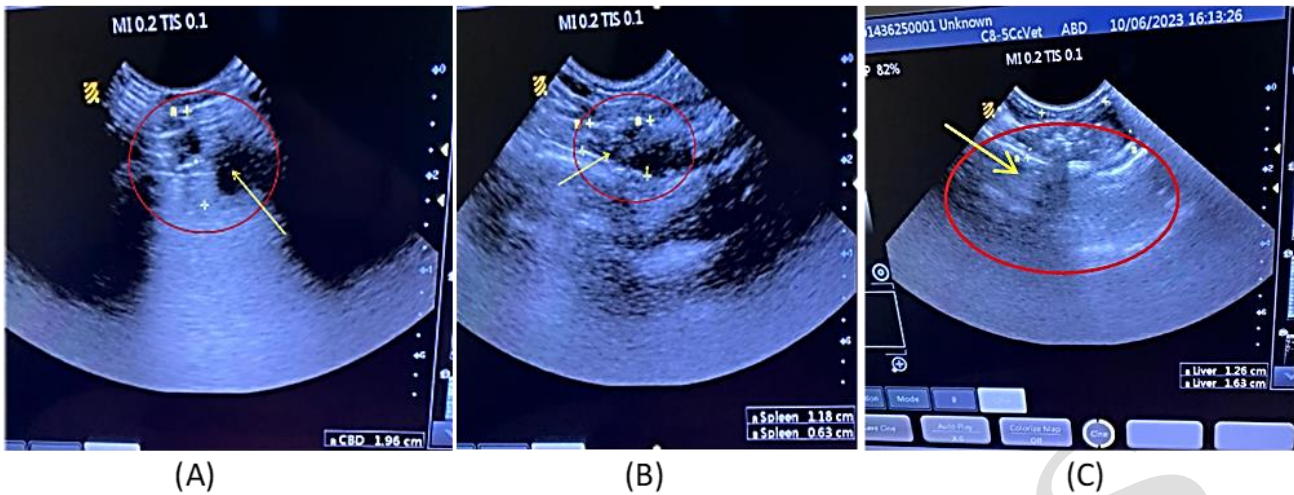 MI 0.2 TIS 0.1
CBD 1.96 cm
(A)
MI 0.2 TIS 0.1
Spleen 1.18 cm
Spleen 0.63 cm
(B)
1436250001 Unknown
C8-5CcVet ABD 10/06/2023 16:13:26
MI 0.2 TIS 0.1
82%
Liver 1.26 cm
Liver 1.63 cm
Mode B
Auto Play
Colorize Map
Off
Cine
(C)